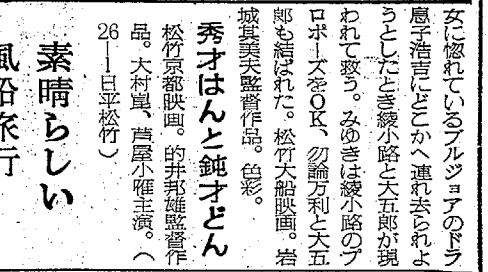 女に惚れているブルジョアのドラ
息子浩吉にどこかへ連れ去られよ
うとしたとき綾小路と大五郎が現
われて救う。みゆきは綾小路のプ
ロポーズをOK、勿論万利と大五
郎も結ばれた。松竹大船映画。岩
城其美夫監督作品。色彩。
秀才はんと鈍才どん
松竹京都映画。的井邦雄監督作
品。大村崑、芦屋小雁主演。（
26―1日平松竹）
素晴らしい
風船旅行